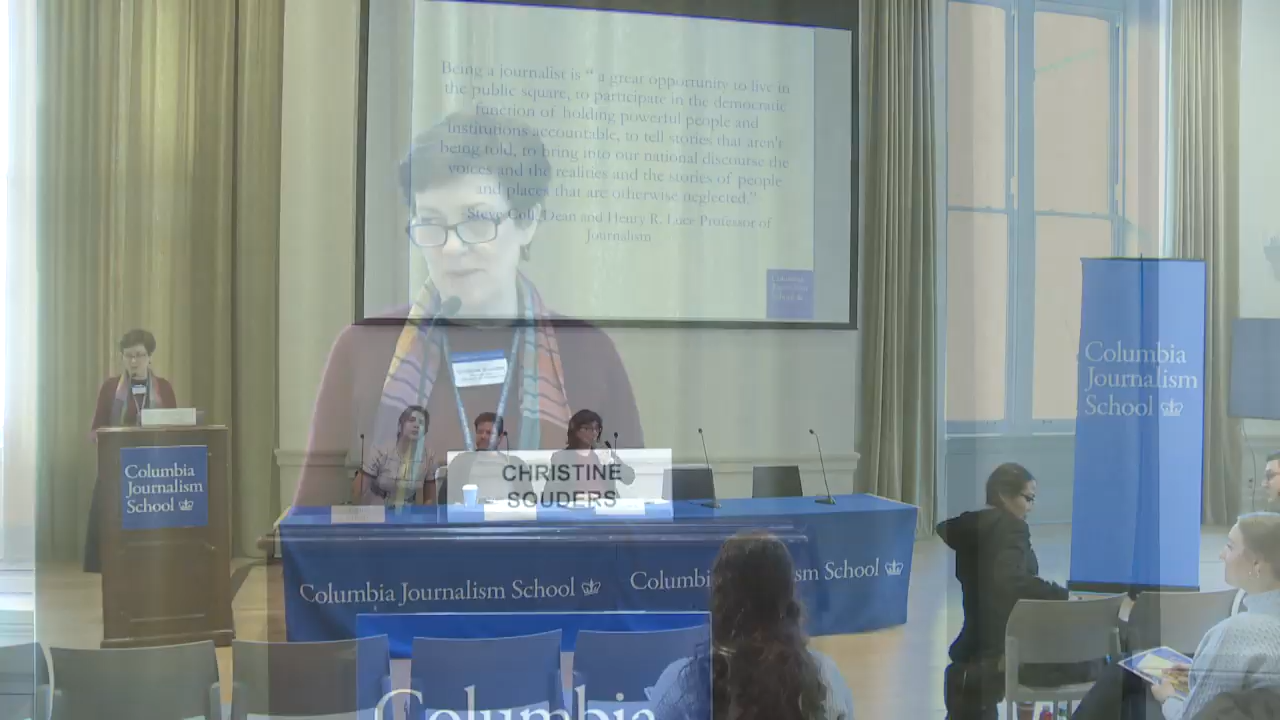 Being a journalist is “ a great opportunity to live in
the public square, to participate in the democratic
function of holding powerful people and
institutions accountable, to tell stories that aren't
being told, to bring into our national discourse the
voices and the realities and the stories of people
and places that are otherwise neglected.”
Steve Coll, Dean and Henry R. Luce Professor of
Journalism
Columbia
Journalism
School
Columbia
Journalism
School
Columbia
Journalism
School
CHRISTINE
SOUDERS
Columbia Journalism School
Columbi sm School
Columbia